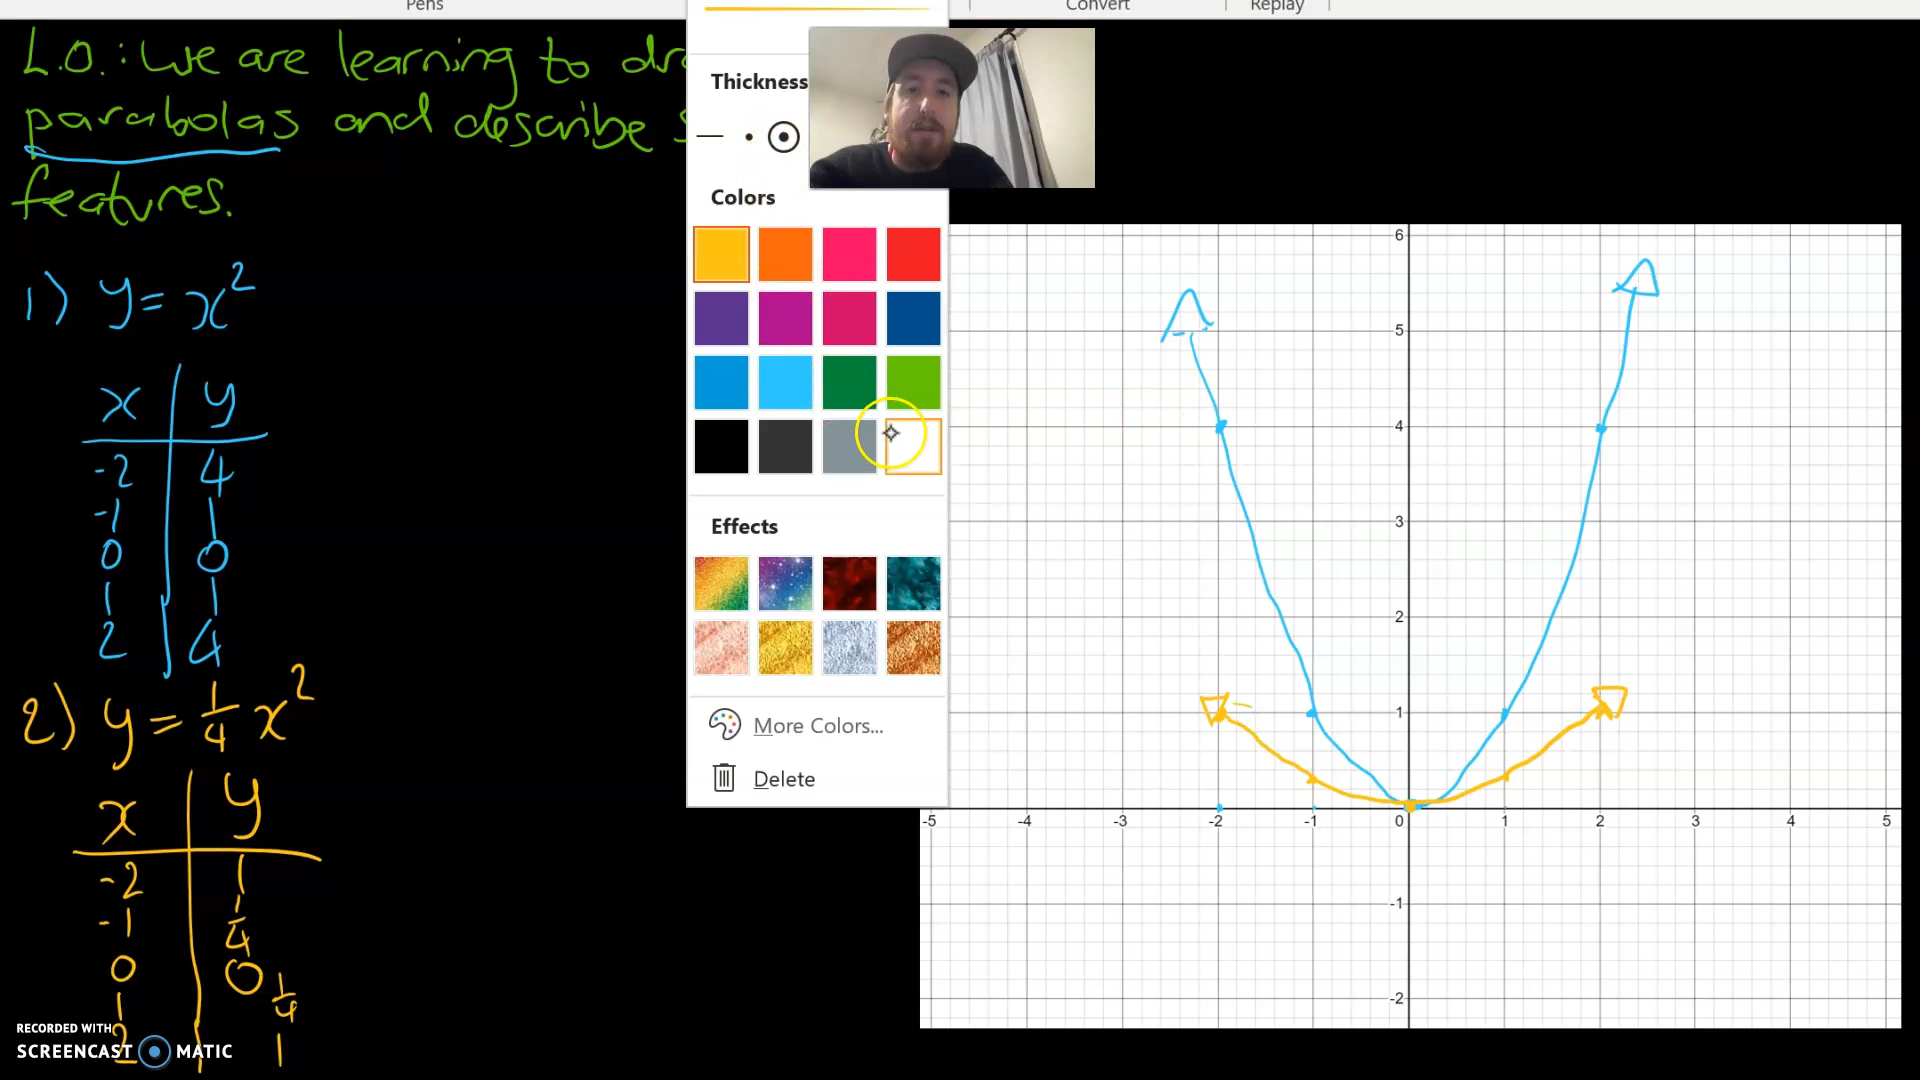 Pens
Convert
Replay
L.O.: We are learning to
parabolas and describe
features.
Thickness
Colors
Effects
More Colors...
Delete
1) y = x²
x y
-2 4
-1 1
0 0
1 1
2 4
2) y = 1/4 x²
x y
-2 1
-1 1/4
0 0
1 1/4
2 1
RECORDED WITH
SCREENCAST MATIC
6
5
4
3
2
1
-5 -4 -3 -2 -1 0 1 2 3 4 5
-1
-2